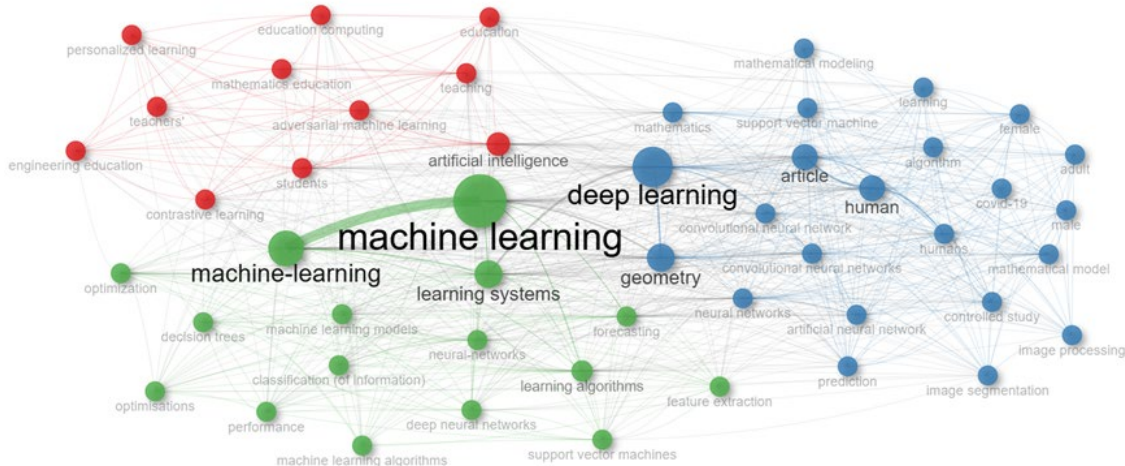 education computing
education
personalized learning
mathematical modeling
mathematics education
teaching
learning
teachers'
adversarial machine learning
mathematics
support vector machine
female
engineering education
artificial intelligence
algorithm
adult
students
article
deep learning
covid-19
contrastive learning
human
male
machine learning
convolutional neural network
humans
machine-learning
geometry
convolutional neural networks
mathematical model
optimization
learning systems
neural networks
controlled study
decision trees
machine learning models
forecasting
artificial neural network
neural-networks
image processing
classification (of information)
learning algorithms
prediction
image segmentation
optimisations
feature extraction
performance
deep neural networks
machine learning algorithms
support vector machines